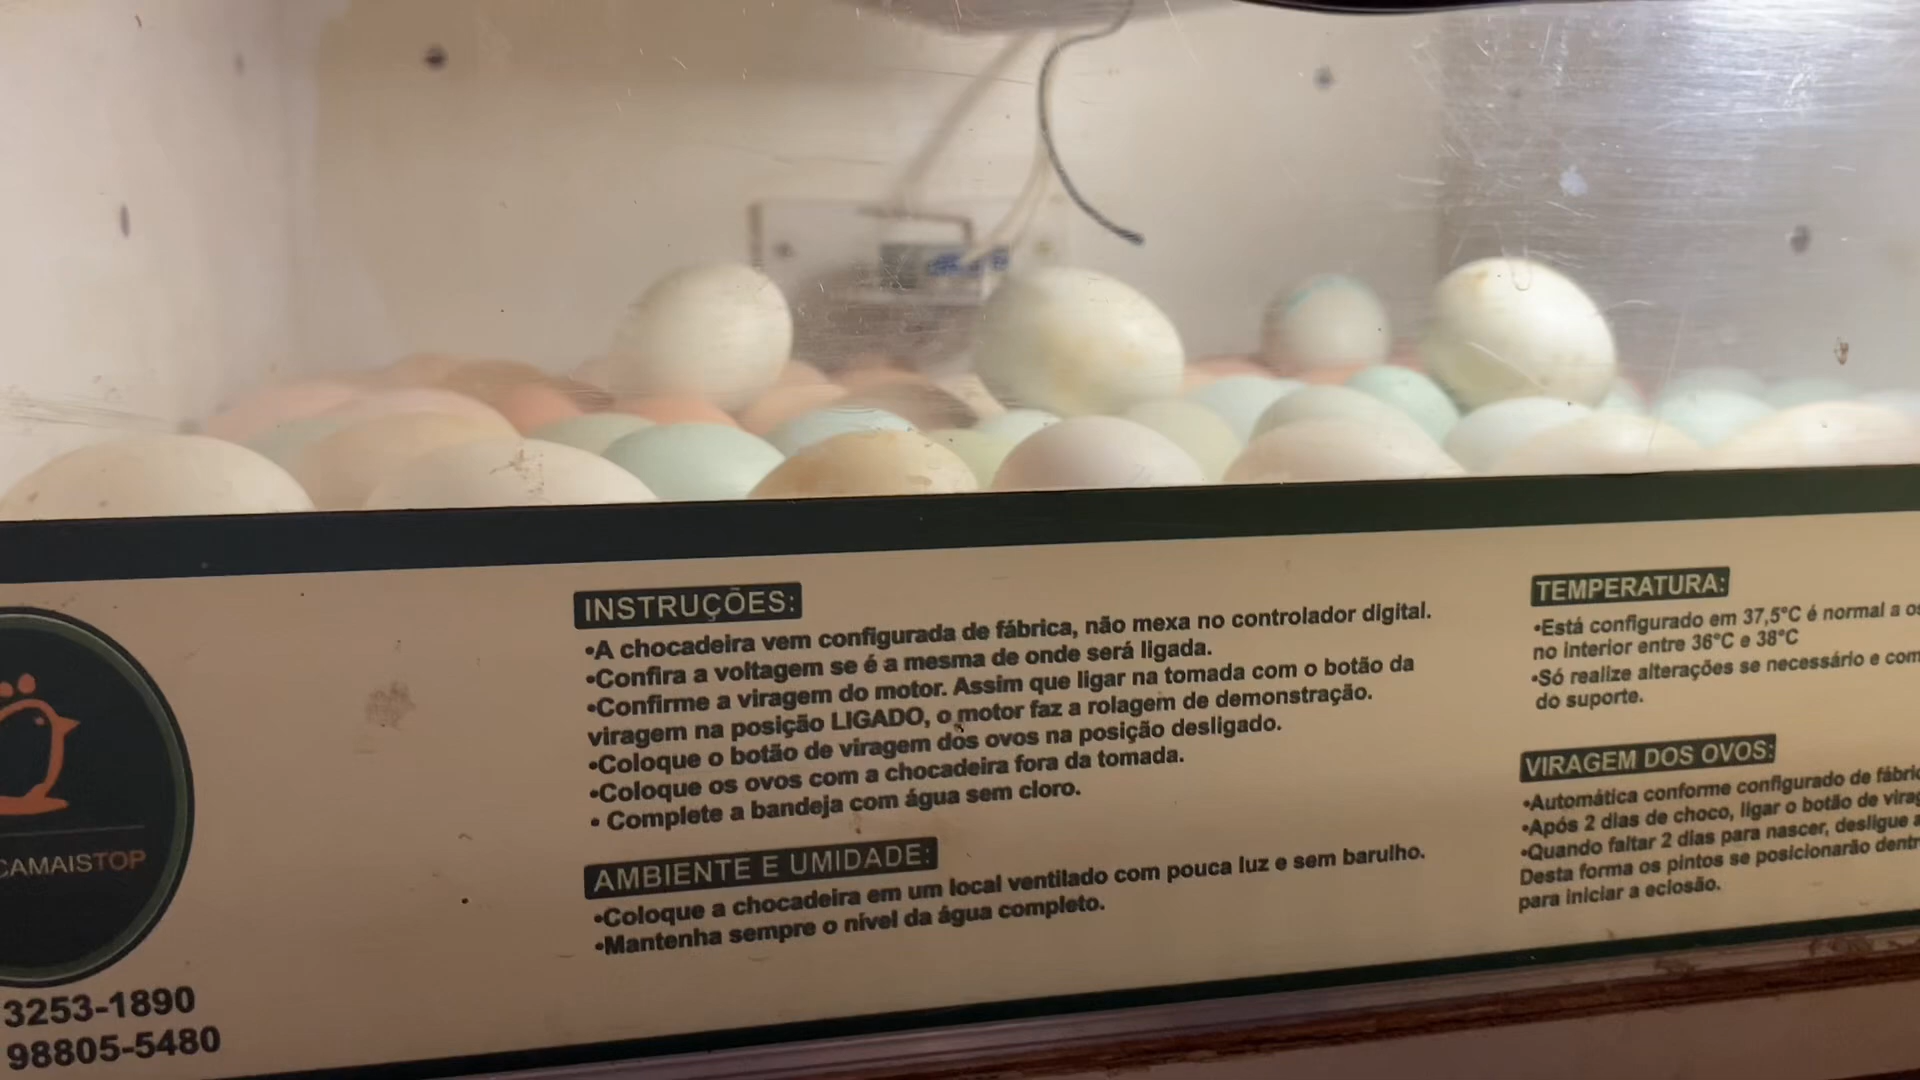 INSTRUÇÕES:
•A chocadeira vem configurada de fábrica, não mexa no controlador digital.
•Confira a voltagem se é a mesma de onde será ligada.
•Confirme a viragem do motor. Assim que ligar na tomada com o botão da
viragem na posição LIGADO, o motor faz a rolagem de demonstração.
•Coloque o botão de viragem dos ovos na posição desligado.
•Coloque os ovos com a chocadeira fora da tomada.
• Complete a bandeja com água sem cloro.
AMBIENTE E UMIDADE:
•Coloque a chocadeira em um local ventilado com pouca luz e sem barulho.
•Mantenha sempre o nível da água completo.
TEMPERATURA:
•Está configurado em 37,5°C é normal a
no interior entre 36°C e 38°C
•Só realize alterações se necessário e com
do suporte.
VIRAGEM DOS OVOS:
•Automática conforme configurado de
•Após 2 dias de choco, ligar o botão de
•Quando faltar 2 dias para nascer, desligue
Desta forma os pintos se posicionarão
para iniciar a eclosão.
CAMAISTOP
3253-1890
98805-5480